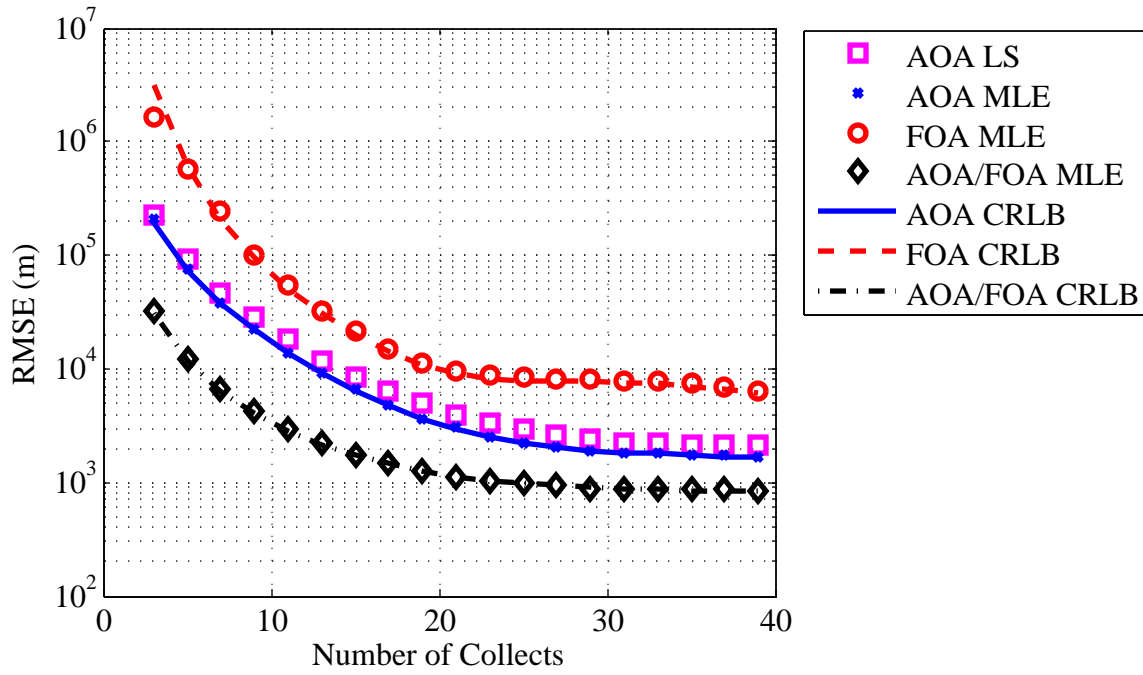 10^7
10^6
10^5
10^4
10^3
10^2
RMSE (m)
0
10
20
30
40
Number of Collects
AOA LS
AOA MLE
FOA MLE
AOA/FOA MLE
AOA CRLB
FOA CRLB
AOA/FOA CRLB